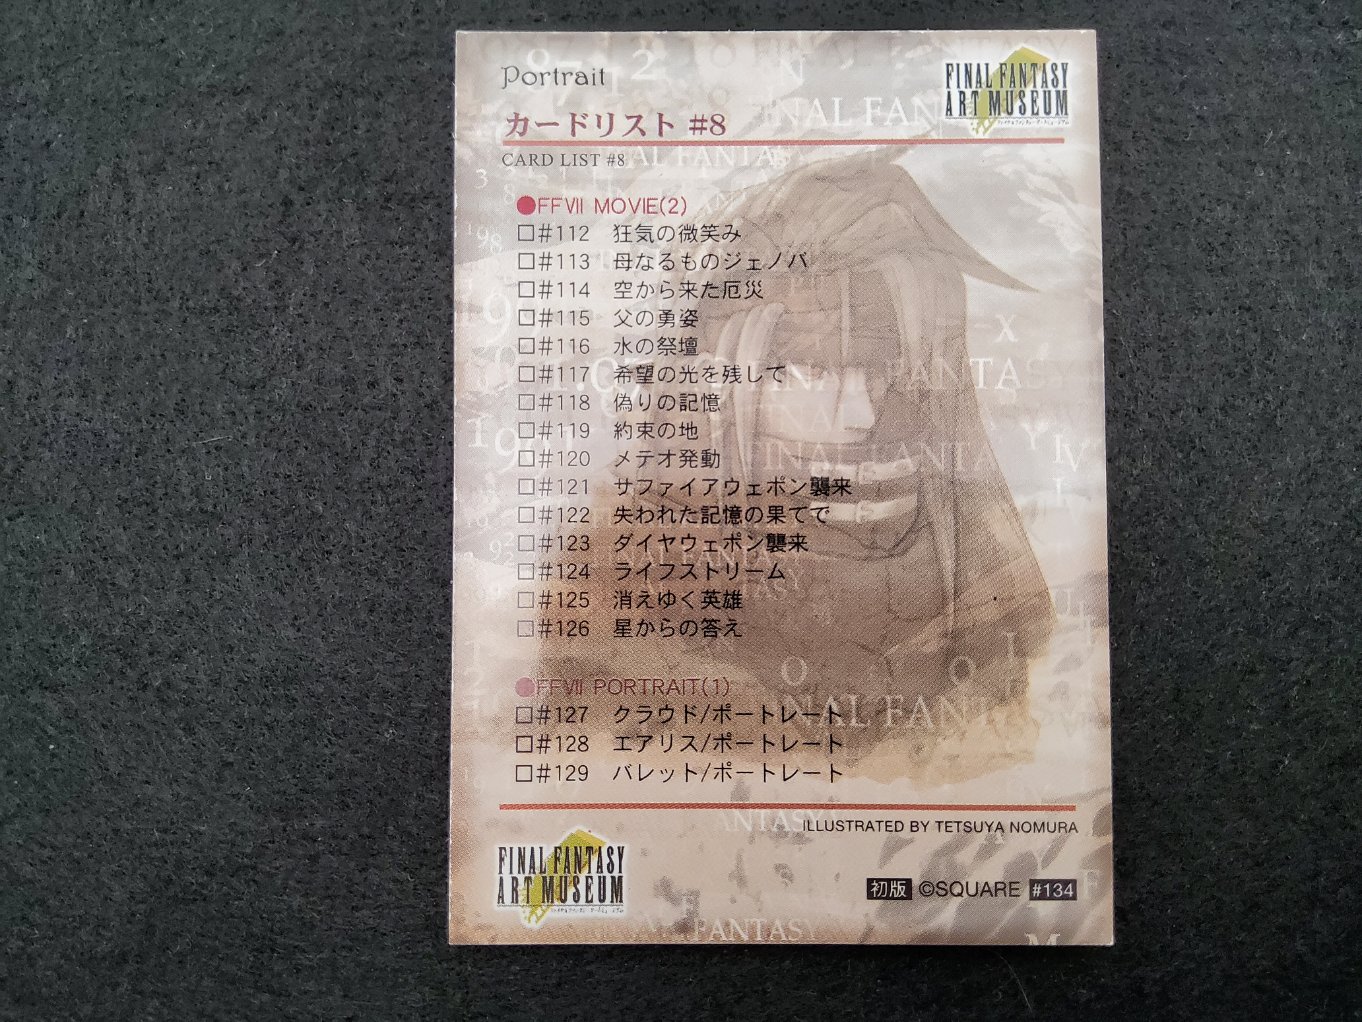 Portrait
FINAL FANTASY
ART MUSEUM
カードリスト #8
CARD LIST #8
●FFVII MOVIE(2)
□#112 狂気の微笑み
□#113 母なるものジェノバ
□#114 空から来た厄災
□#115 父の勇姿
□#116 水の祭壇
□#117 希望の光を残して
□#118 偽りの記憶
□#119 約束の地
□#120 メテオ発動
□#121 サファイアウェポン襲来
□#122 失われた記憶の果てで
□#123 ダイヤウェポン襲来
□#124 ライフストリーム
□#125 消えゆく英雄
□#126 星からの答え
●FFVII PORTRAIT(1)
□#127 クラウド/ポートレート
□#128 エアリス/ポートレート
□#129 バレット/ポートレート
ILLUSTRATED BY TETSUYA NOMURA
FINAL FANTASY
ART MUSEUM
初版 ©SQUARE #134